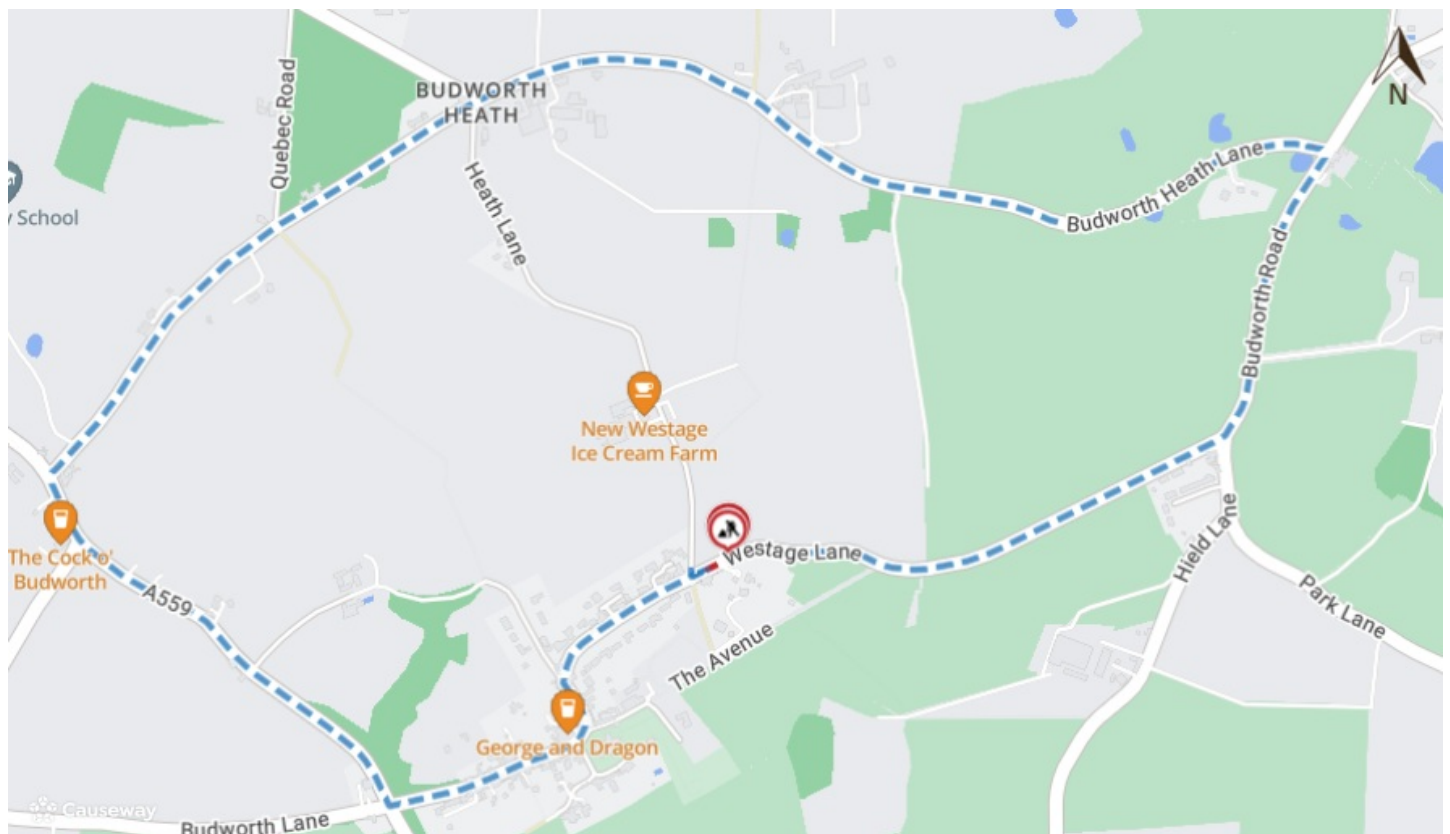 Quebec Road
BUDWORTH
HEATH
N
Heath Lane
Budworth Heath Lane
y School
Budworth Road
New Westage
Ice Cream Farm
The Cock o'
Budworth
A559
Westage Lane
Hield Lane
Park Lane
The Avenue
George and Dragon
Causeway
Budworth Lane